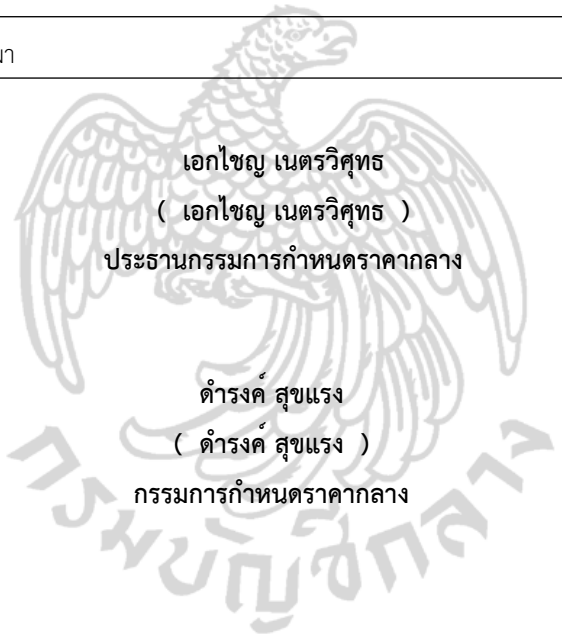 เอกไชญ เนตรวิศุทธ
( เอกไชญ เนตรวิศุทธ )
ประธานกรรมการกำหนดราคากลาง
ดำรงค์ สุขแรง
( ดำรงค์ สุขแรง )
กรรมการกำหนดราคากลาง
กรมบัญชีกลาง